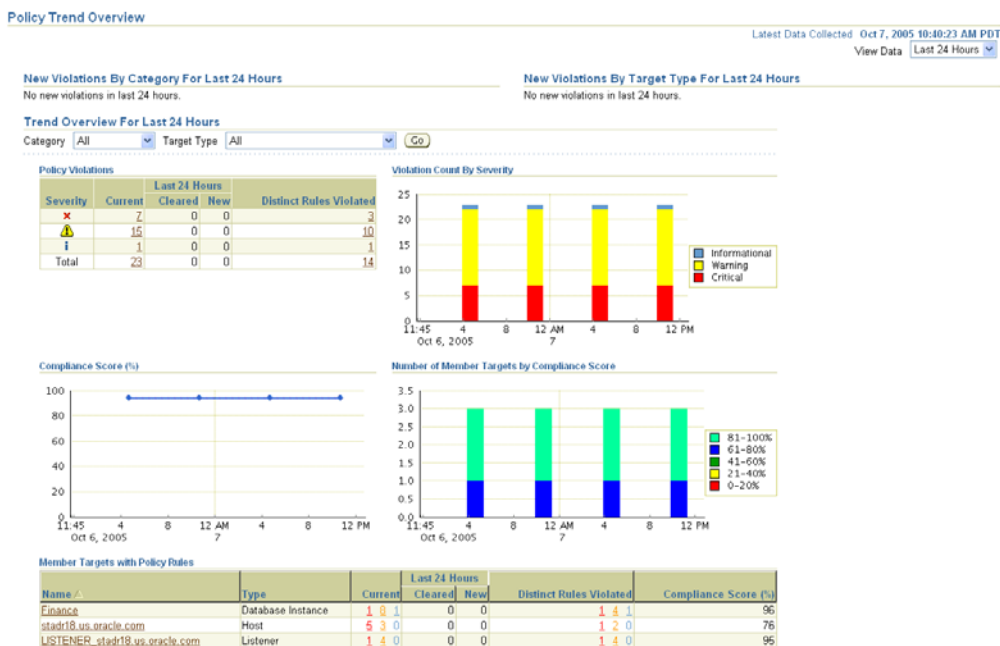 Policy Trend Overview
Latest Data Collected Oct 7, 2005 10:40:23 AM PDT
View Data Last 24 Hours
New Violations By Category For Last 24 Hours
No new violations in last 24 hours.
New Violations By Target Type For Last 24 Hours
No new violations in last 24 hours.
Trend Overview For Last 24 Hours
Category All Target Type All Go
Policy Violations
Last 24 Hours
Severity Current Cleared New Distinct Rules Violated
7 0 0 3
15 0 0 10
1 0 0 1
Total 23 0 0 14
Violation Count By Severity
25
20
15
10
5
0
11:45 4 8 12 AM 4 8 12 PM
Oct 6, 2005 7
Informational
Warning
Critical
Compliance Score (%)
100
80
60
40
20
0
11:45 4 8 12 AM 4 8 12 PM
Oct 6, 2005 7
Number of Member Targets by Compliance Score
3.5
3.0
2.5
2.0
1.5
1.0
0.5
0.0
11:45 4 8 12 AM 4 8 12 PM
Oct 6, 2005 7
81-100%
61-80%
41-60%
21-40%
0-20%
Member Targets with Policy Rules
Last 24 Hours
Name Type Current Cleared New Distinct Rules Violated Compliance Score (%)
Finance Database Instance 1 8 1 0 0 1 4 1 96
stadr18.us.oracle.com Host 5 3 0 0 0 1 2 0 76
LISTENER_stadr18.us.oracle.com Listener 1 4 0 0 0 1 4 0 95